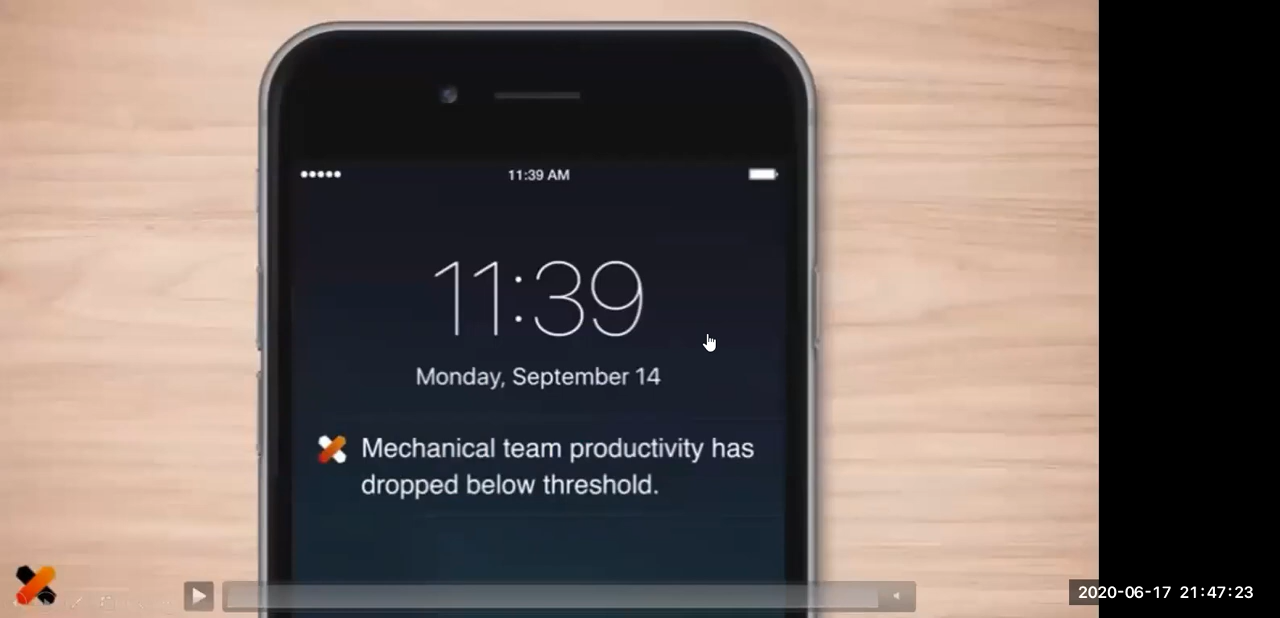 11:39 AM
11:39
Monday, September 14
Mechanical team productivity has
dropped below threshold.
2020-06-17 21:47:23